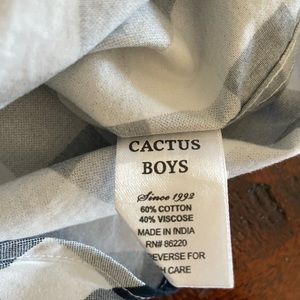 CACTUS
BOYS
Since 1992
60% COTTON
40% VISCOSE
MADE IN INDIA
RN# 86220
REVERSE FOR
CARE